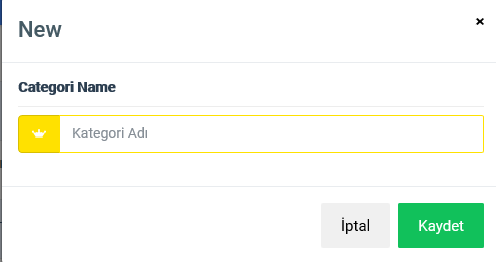 New
×
Categori Name
Kategori Adı
İptal
Kaydet